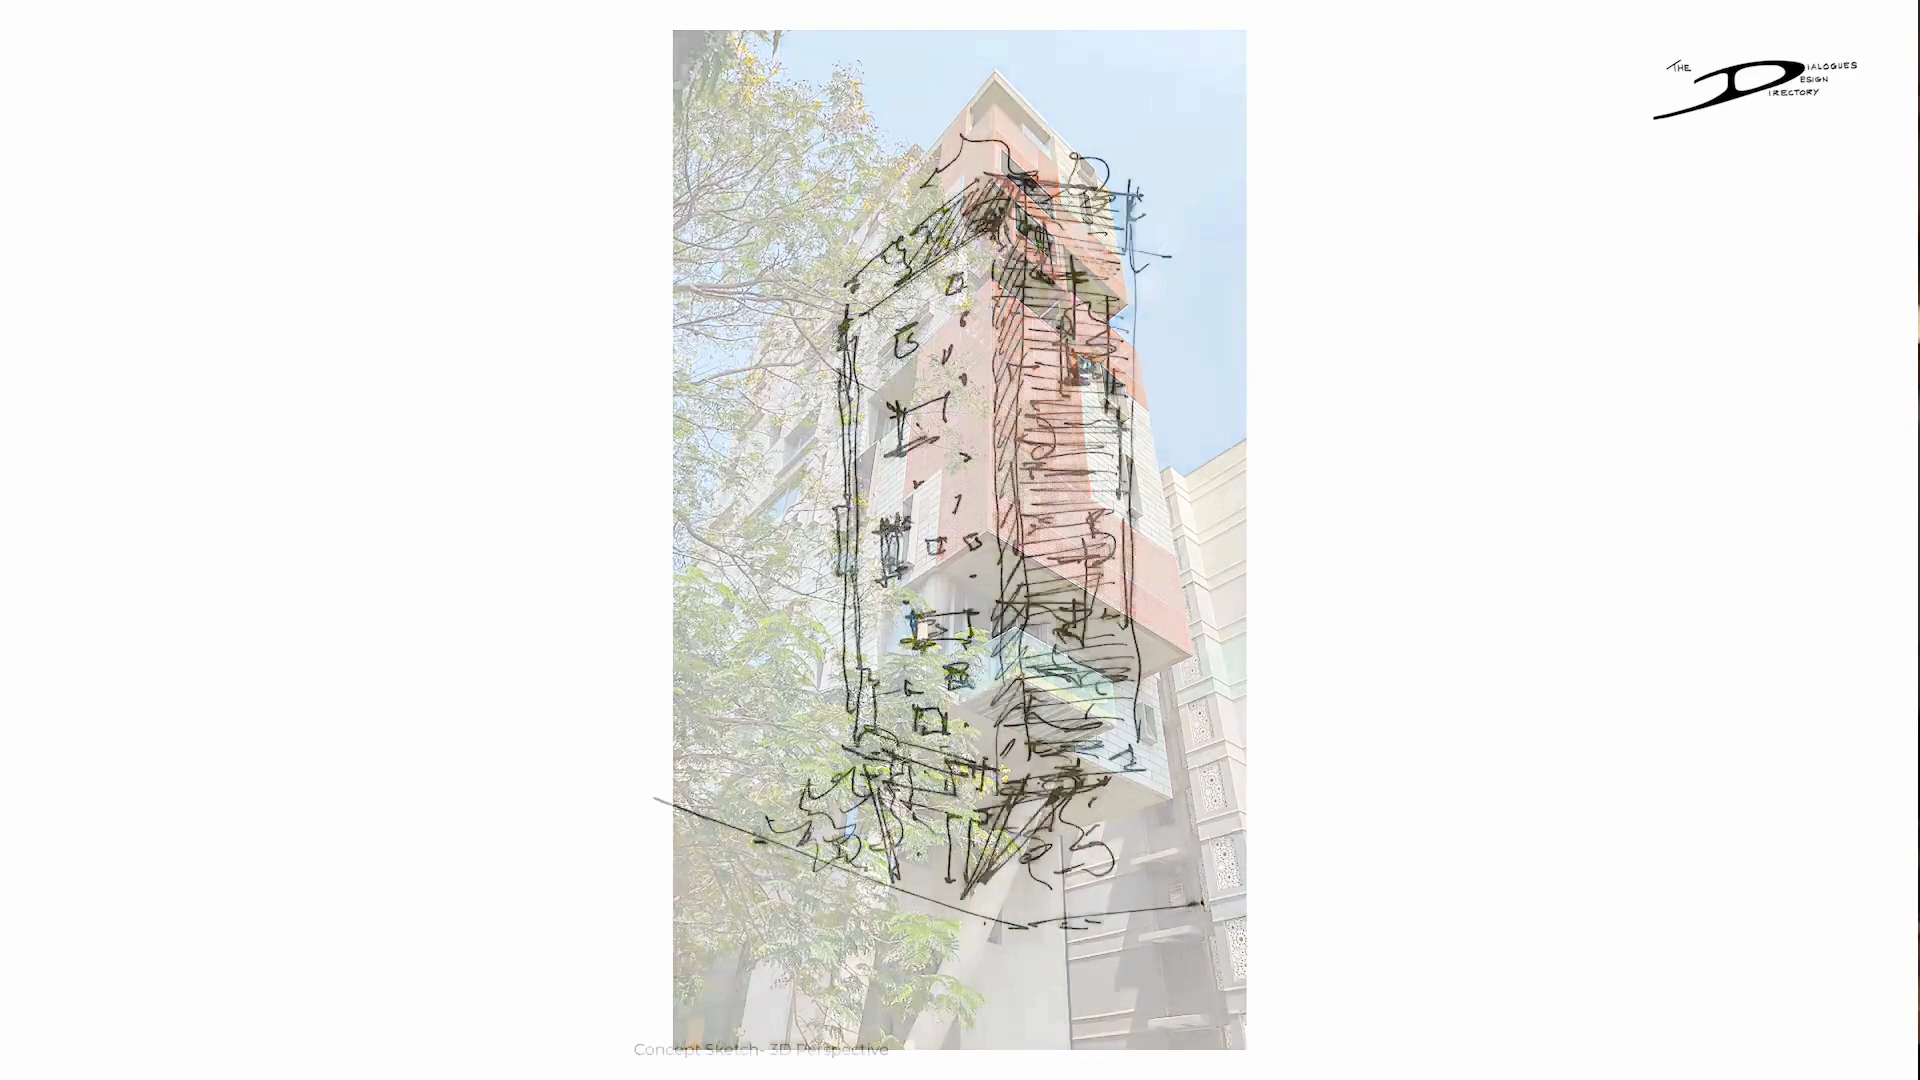 THE DIALOGUES
DESIGN
DIRECTORY
Concept Sketch- 3D Perspective